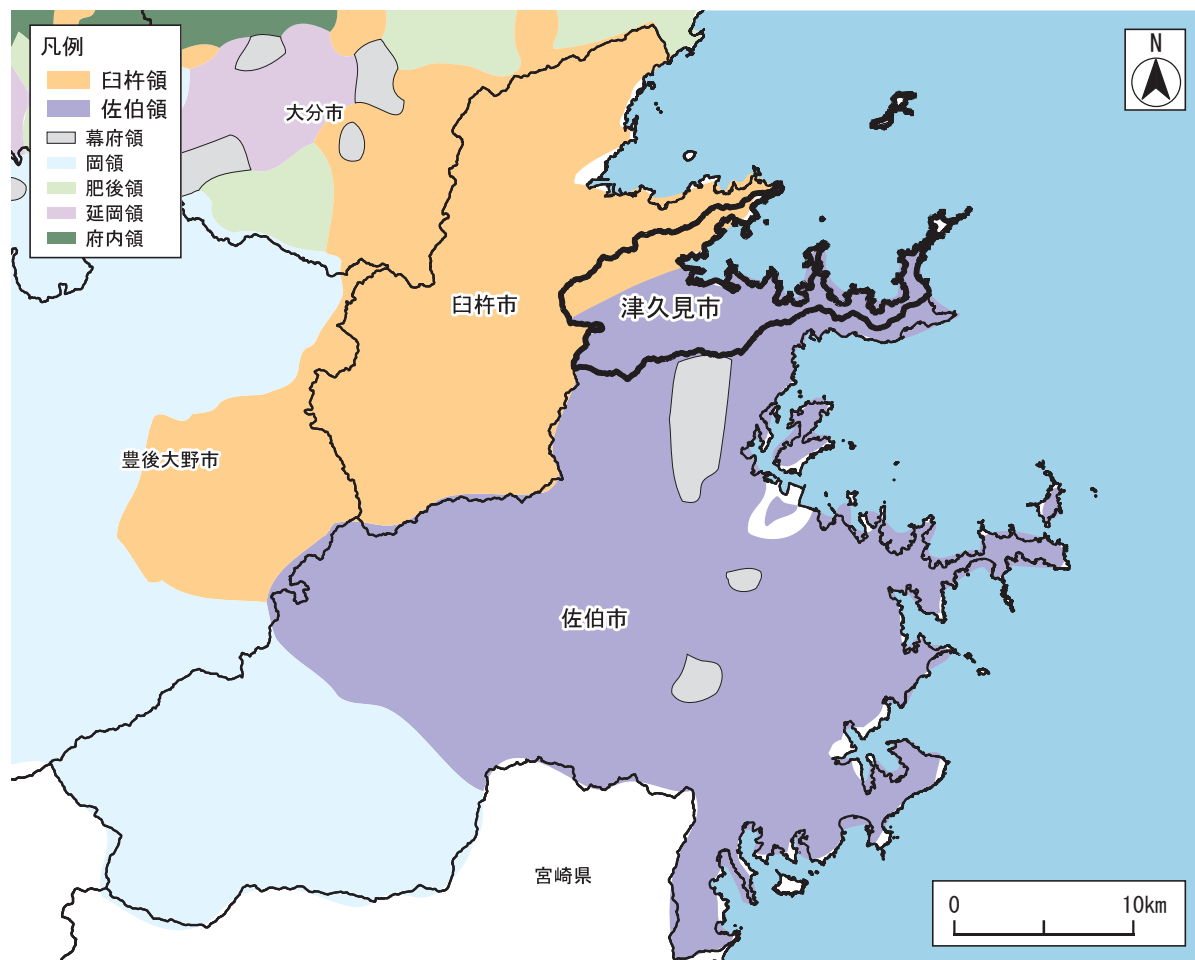 凡例
臼杵領
佐伯領
幕府領
岡領
肥後領
延岡領
府内領
N
大分市
臼杵市
津久見市
豊後大野市
佐伯市
宮崎県
0 10km